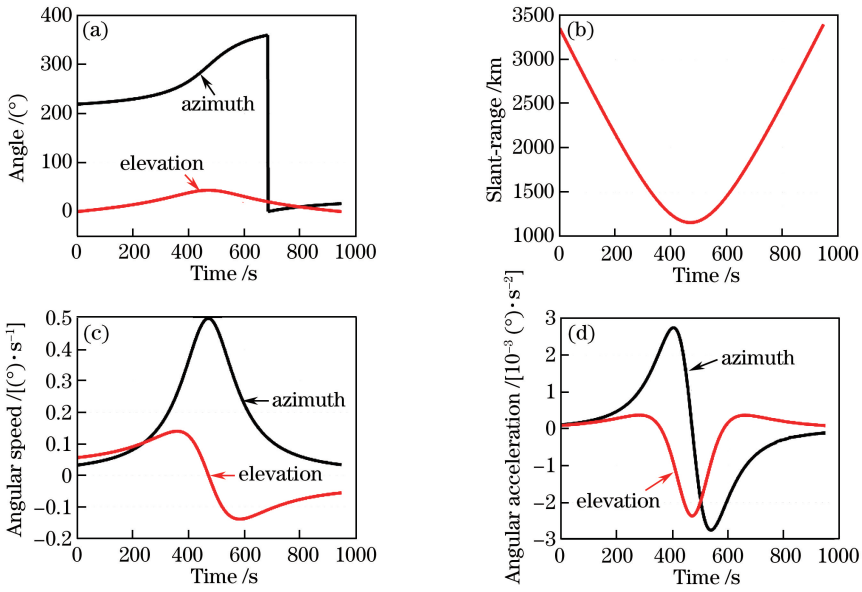 (a)
400
300
200
100
0
Angle /(°)
azimuth
elevation
0 200 400 600 800 1000
Time /s
(b)
3500
3000
2500
2000
1500
1000
Slant-range /km
0 200 400 600 800 1000
Time /s
(c)
0.5
0.4
0.3
0.2
0.1
0
−0.1
−0.2
Angular speed /[(°)·s⁻¹]
azimuth
elevation
0 200 400 600 800 1000
Time /s
(d)
3
2
1
0
−1
−2
−3
Angular acceleration /[10⁻³ (°)·s⁻²]
azimuth
elevation
0 200 400 600 800 1000
Time /s